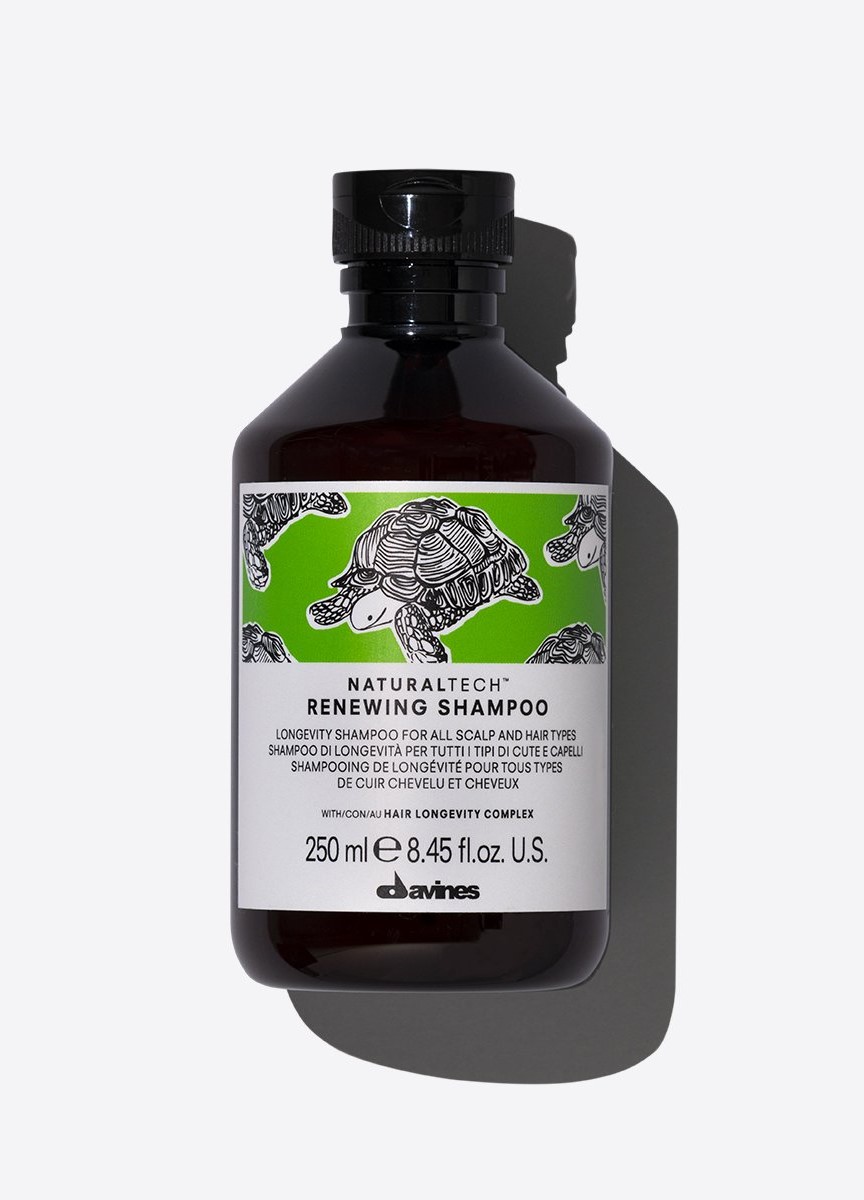 NATURALTECH™
RENEWING SHAMPOO
LONGEVITY SHAMPOO FOR ALL SCALP AND HAIR TYPES
SHAMPOO DI LONGEVITÀ PER TUTTI I TIPI DI CUTE E CAPELLI
SHAMPOOING DE LONGÉVITÉ POUR TOUS TYPES
DE CUIR CHEVELU ET CHEVEUX
WITH/CON/AU HAIR LONGEVITY COMPLEX
250 ml ℮ 8.45 fl.oz. U.S.
davines